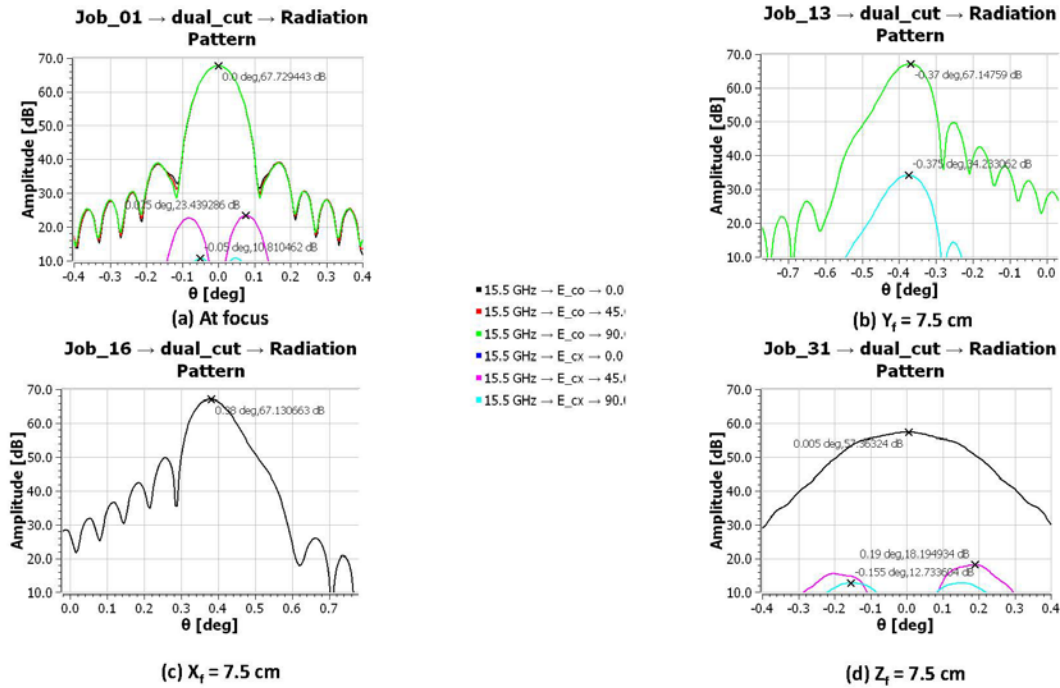 Job_01 → dual_cut → Radiation
Pattern
70.0
60.0
50.0
40.0
30.0
20.0
10.0
Amplitude [dB]
0.0 deg,67.729443 dB
0.075 deg,23.439286 dB
-0.05 deg,10.810462 dB
-0.4 -0.3 -0.2 -0.1 0.0 0.1 0.2 0.3 0.4
θ [deg]
(a) At focus
Job_13 → dual_cut → Radiation
Pattern
70.0
60.0
50.0
40.0
30.0
20.0
10.0
Amplitude [dB]
-0.37 deg,67.14759 dB
-0.375 deg,34.233062 dB
-0.7 -0.6 -0.5 -0.4 -0.3 -0.2 -0.1 0.0
θ [deg]
(b) Yf = 7.5 cm
15.5 GHz → E_co → 0.0
15.5 GHz → E_co → 45.
15.5 GHz → E_co → 90.
15.5 GHz → E_cx → 0.0
15.5 GHz → E_cx → 45.
15.5 GHz → E_cx → 90.
Job_16 → dual_cut → Radiation
Pattern
70.0
60.0
50.0
40.0
30.0
20.0
10.0
Amplitude [dB]
0.38 deg,67.130663 dB
0.0 0.1 0.2 0.3 0.4 0.5 0.6 0.7
θ [deg]
(c) Xf = 7.5 cm
Job_31 → dual_cut → Radiation
Pattern
70.0
60.0
50.0
40.0
30.0
20.0
10.0
Amplitude [dB]
0.005 deg,57.36324 dB
0.19 deg,18.194934 dB
-0.155 deg,12.733604 dB
-0.4 -0.3 -0.2 -0.1 0.0 0.1 0.2 0.3 0.4
θ [deg]
(d) Zf = 7.5 cm